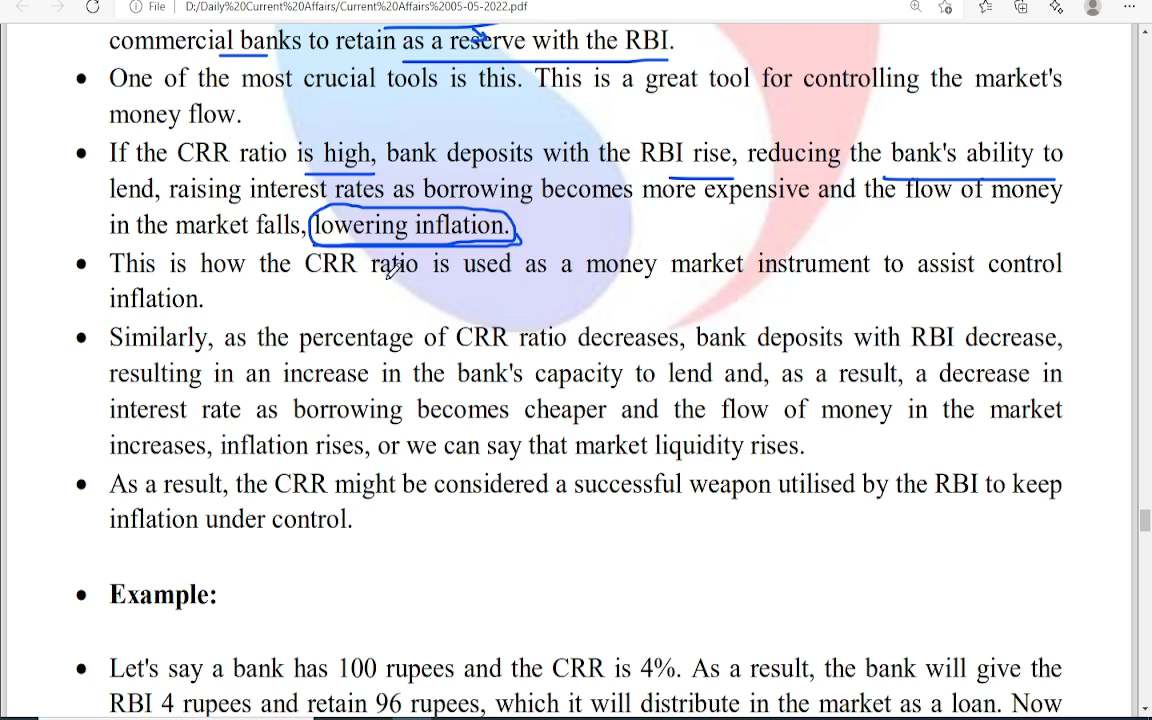 File
D:/Daily%20Current%20Affairs/Current%20Affairs%2005-05-2022.pdf
commercial banks to retain as a reserve with the RBI.
• One of the most crucial tools is this. This is a great tool for controlling the market's
money flow.
• If the CRR ratio is high, bank deposits with the RBI rise, reducing the bank's ability to
lend, raising interest rates as borrowing becomes more expensive and the flow of money
in the market falls, lowering inflation.
• This is how the CRR ratio is used as a money market instrument to assist control
inflation.
• Similarly, as the percentage of CRR ratio decreases, bank deposits with RBI decrease,
resulting in an increase in the bank's capacity to lend and, as a result, a decrease in
interest rate as borrowing becomes cheaper and the flow of money in the market
increases, inflation rises, or we can say that market liquidity rises.
• As a result, the CRR might be considered a successful weapon utilised by the RBI to keep
inflation under control.
• Example:
• Let's say a bank has 100 rupees and the CRR is 4%. As a result, the bank will give the
RBI 4 rupees and retain 96 rupees, which it will distribute in the market as a loan. Now